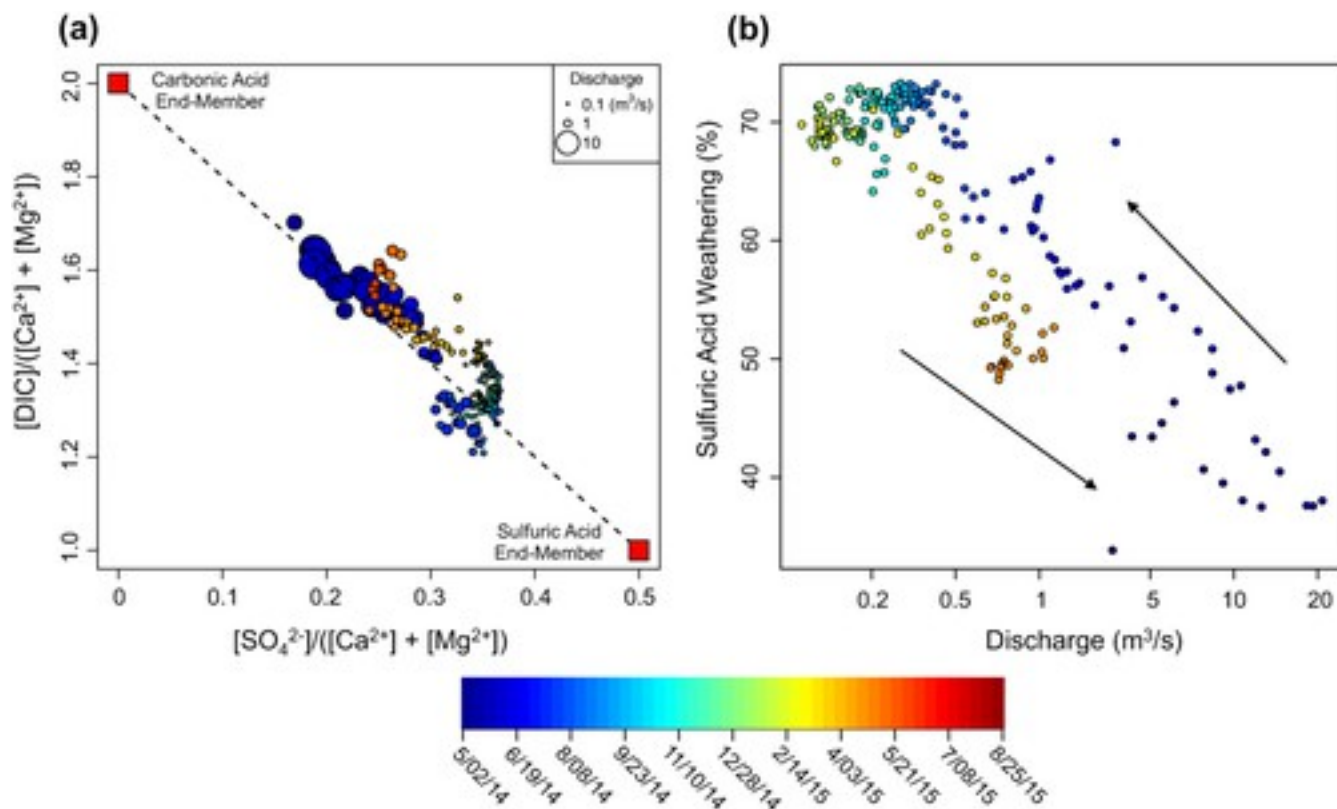 (a)
2.0
1.8
1.6
1.4
1.2
1.0
[DIC]/([Ca²⁺] + [Mg²⁺])
Carbonic Acid
End-Member
Discharge
0.1 (m³/s)
1
10
Sulfuric Acid
End-Member
0
0.1
0.2
0.3
0.4
0.5
[SO₄²⁻]/([Ca²⁺] + [Mg²⁺])
(b)
70
60
50
40
Sulfuric Acid Weathering (%)
0.2
0.5
1
5
10
20
Discharge (m³/s)
5/02/14
6/19/14
8/08/14
9/23/14
11/10/14
12/28/14
2/14/15
4/03/15
5/21/15
7/08/15
8/25/15